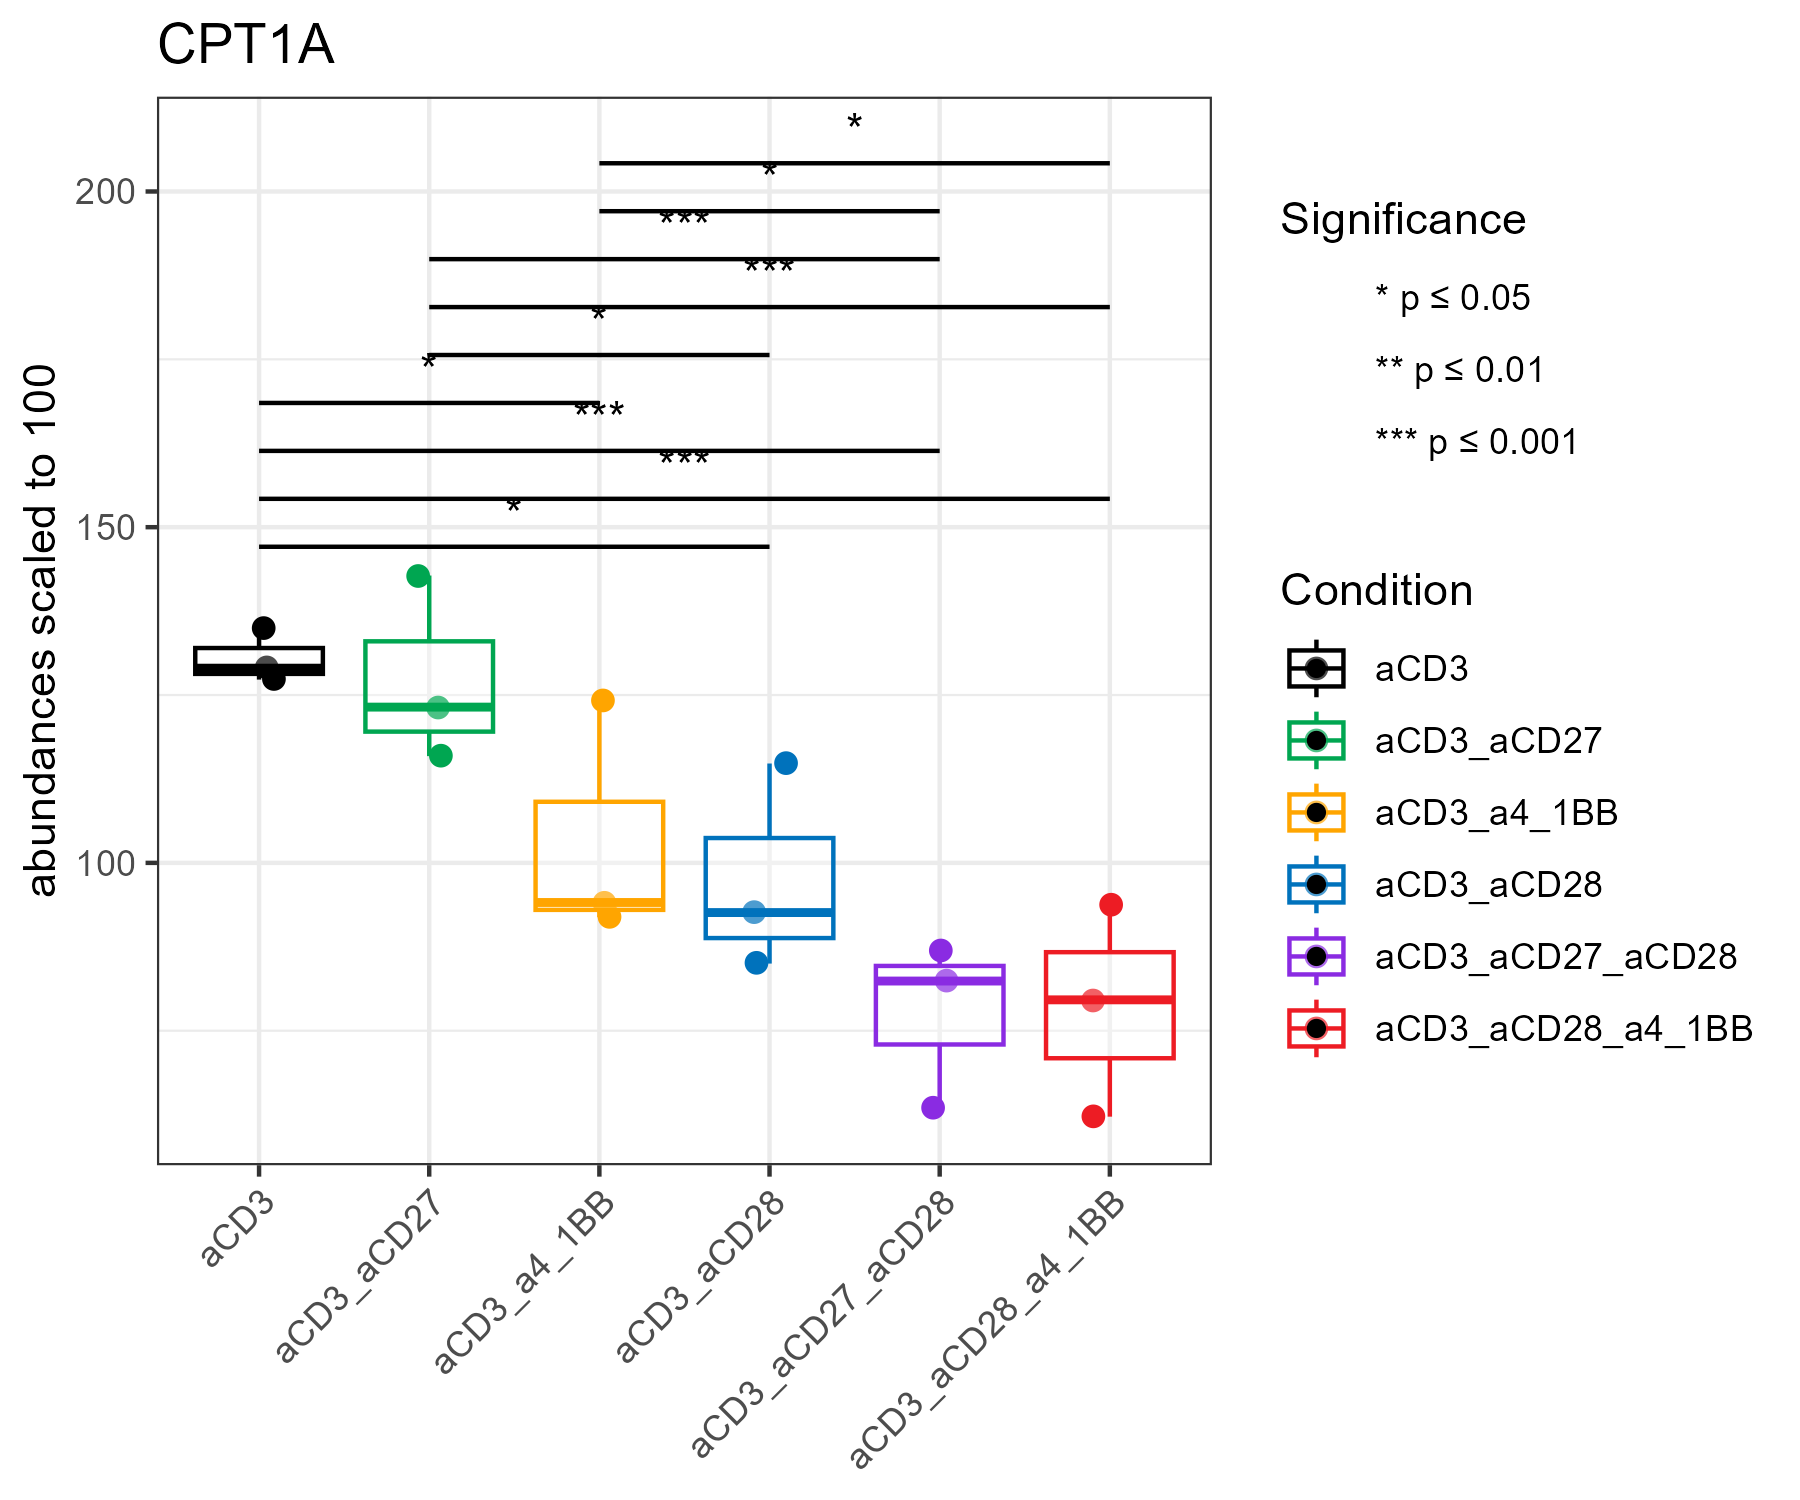 CPT1A
abundances scaled to 100
200
150
100
*
*
***
***
*
*
***
***
*
aCD3
aCD3_aCD27
aCD3_a4_1BB
aCD3_aCD28
aCD3_aCD27_aCD28
aCD3_aCD28_a4_1BB
Significance
* p ≤ 0.05
** p ≤ 0.01
*** p ≤ 0.001
Condition
aCD3
aCD3_aCD27
aCD3_a4_1BB
aCD3_aCD28
aCD3_aCD27_aCD28
aCD3_aCD28_a4_1BB